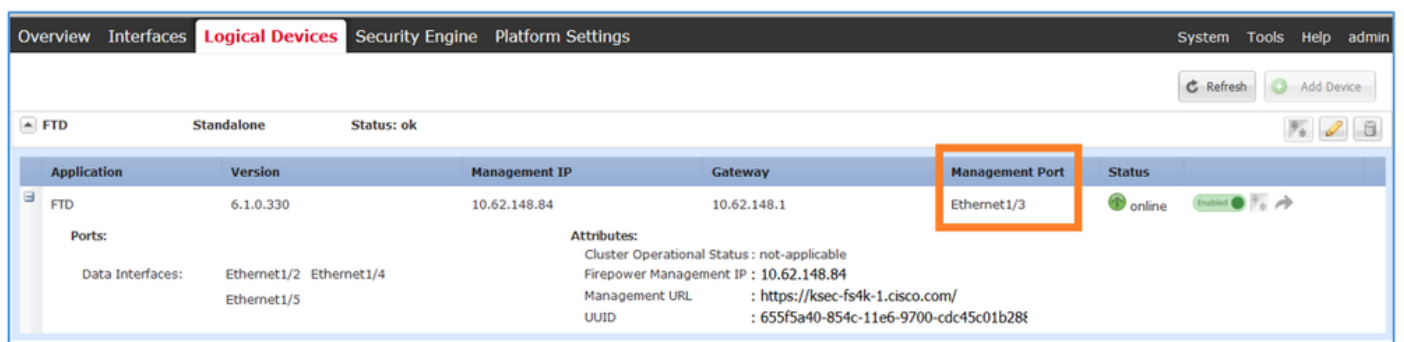 Overview Interfaces Logical Devices Security Engine Platform Settings System Tools Help admin
Refresh Add Device
FTD Standalone Status: ok
Application Version Management IP Gateway Management Port Status
FTD 6.1.0.330 10.62.148.84 10.62.148.1 Ethernet1/3 online Enabled
Ports: Attributes:
Cluster Operational Status : not-applicable
Data Interfaces: Ethernet1/2 Ethernet1/4 Firepower Management IP : 10.62.148.84
Ethernet1/5 Management URL : https://ksec-fs4k-1.cisco.com/
UUID : 655f5a40-854c-11e6-9700-cdc45c01b28